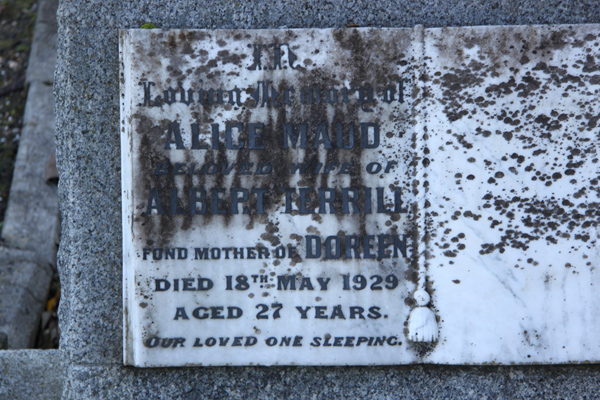 In
Loving Memory of
ALICE MAUD
BELOVED WIFE OF
ALBERT TERRILL
FOND MOTHER OF DOREEN,
DIED 18TH MAY 1929
AGED 27 YEARS.
OUR LOVED ONE SLEEPING.